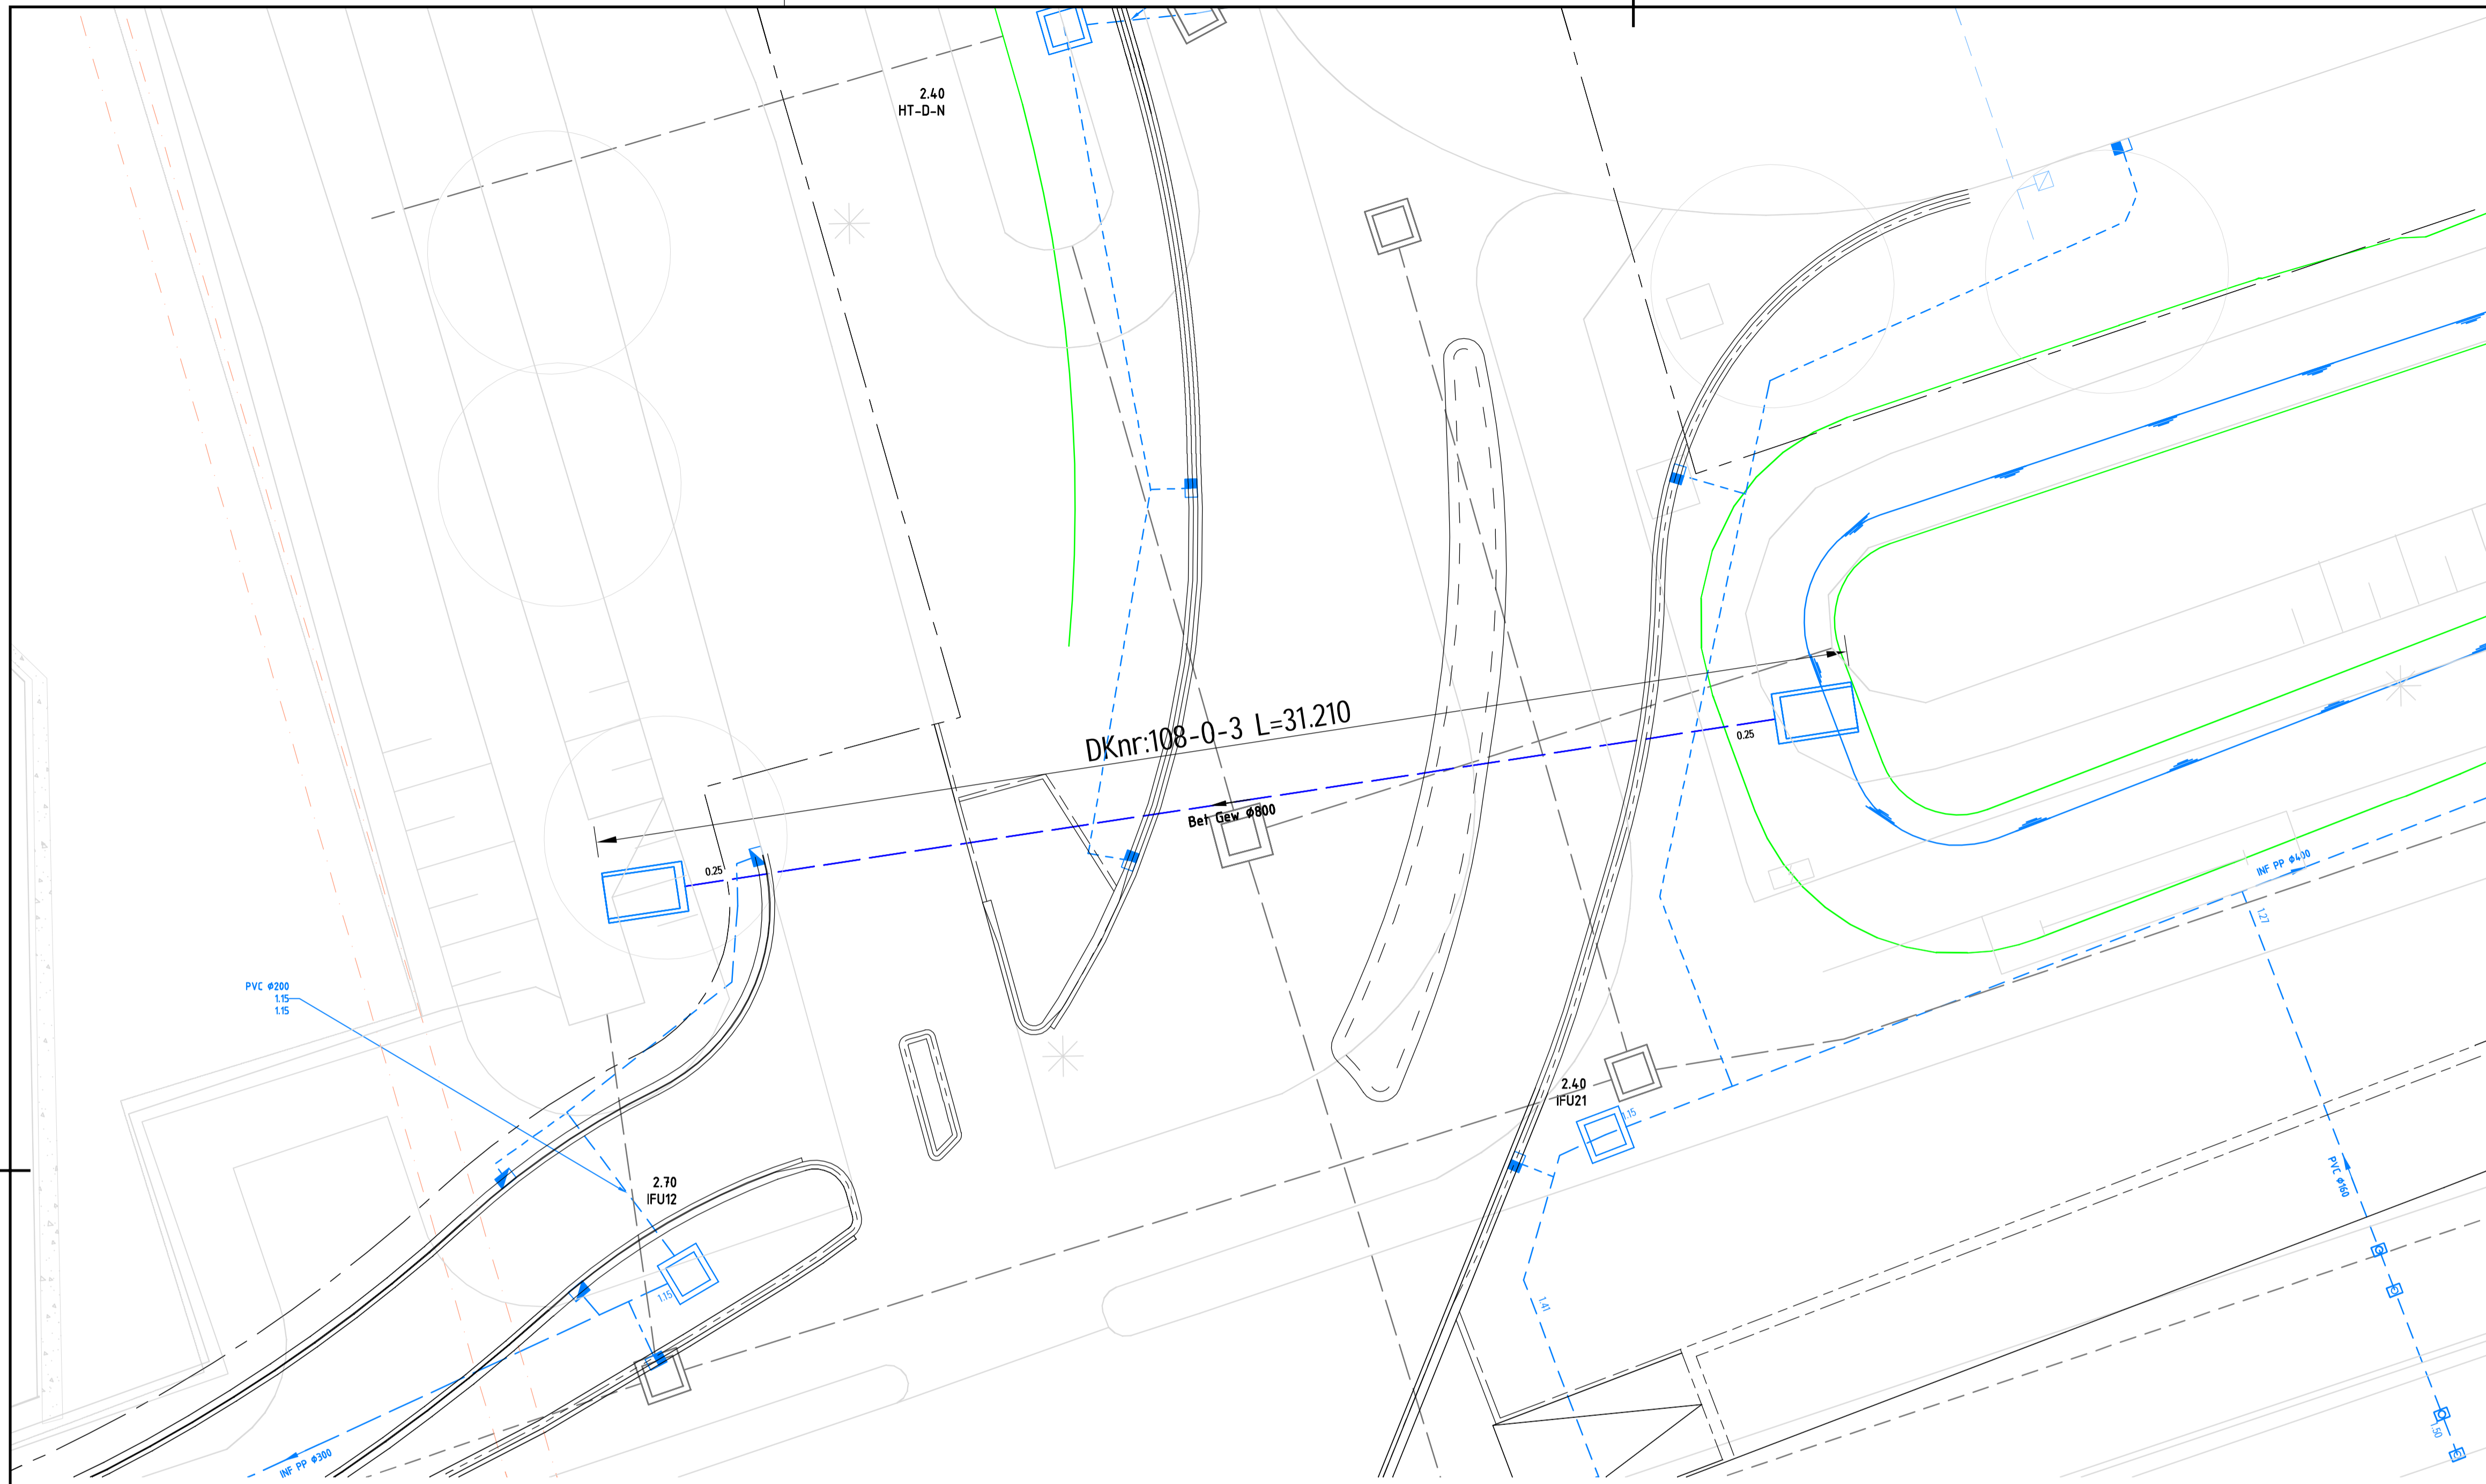 2.40
HT-D-N
DKnr:108-0-3 L=31.210
0.25
Bet Gew Ø800
0.25
INF PP Ø400
1.27
PVC Ø200
1.15
1.15
2.40
IFU21
1.15
PVC Ø160
2.70
IFU12
1.15
1.41
INF PP Ø300
1.50